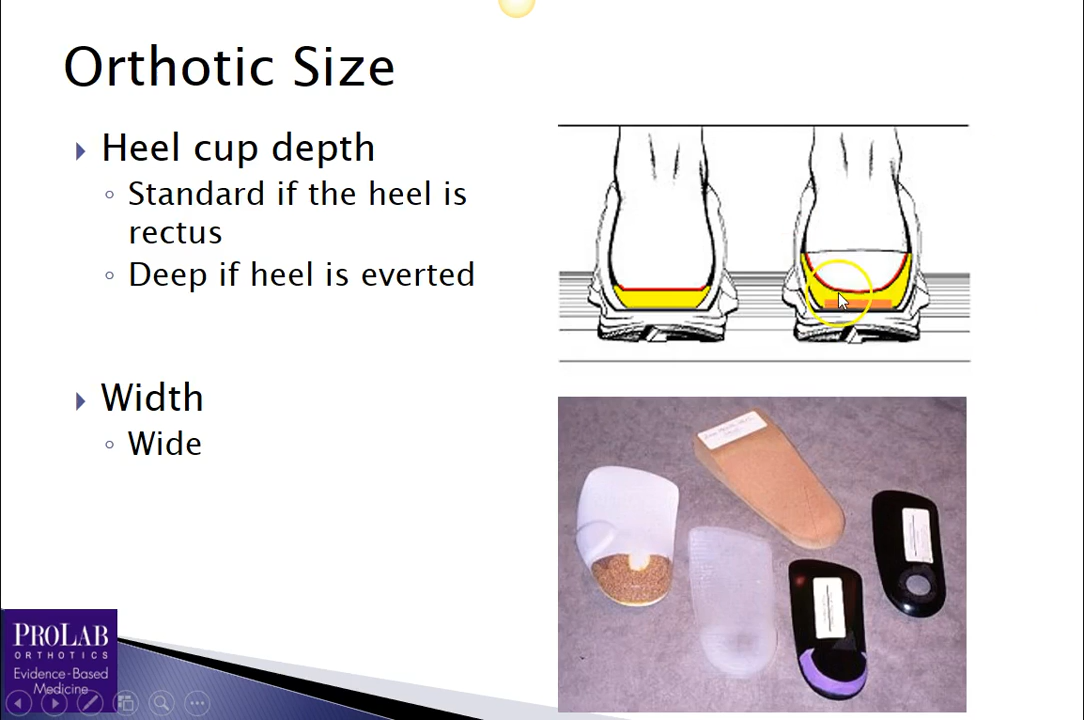 Orthotic Size
Heel cup depth
Standard if the heel is
rectus
Deep if heel is everted
Width
Wide
PROLAB
ORTHOTICS
Evidence-Based
Medicine